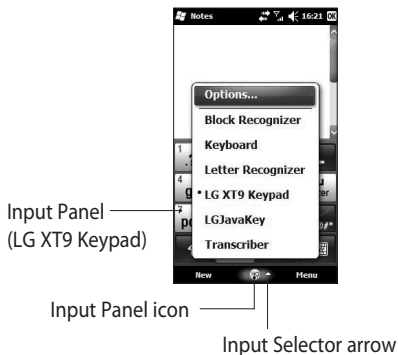 Notes 16:21 OK
Options...
Block Recognizer
Keyboard
Letter Recognizer
LG XT9 Keypad
LGJavaKey
Transcriber
New Menu
Input Panel
(LG XT9 Keypad)
Input Panel icon
Input Selector arrow